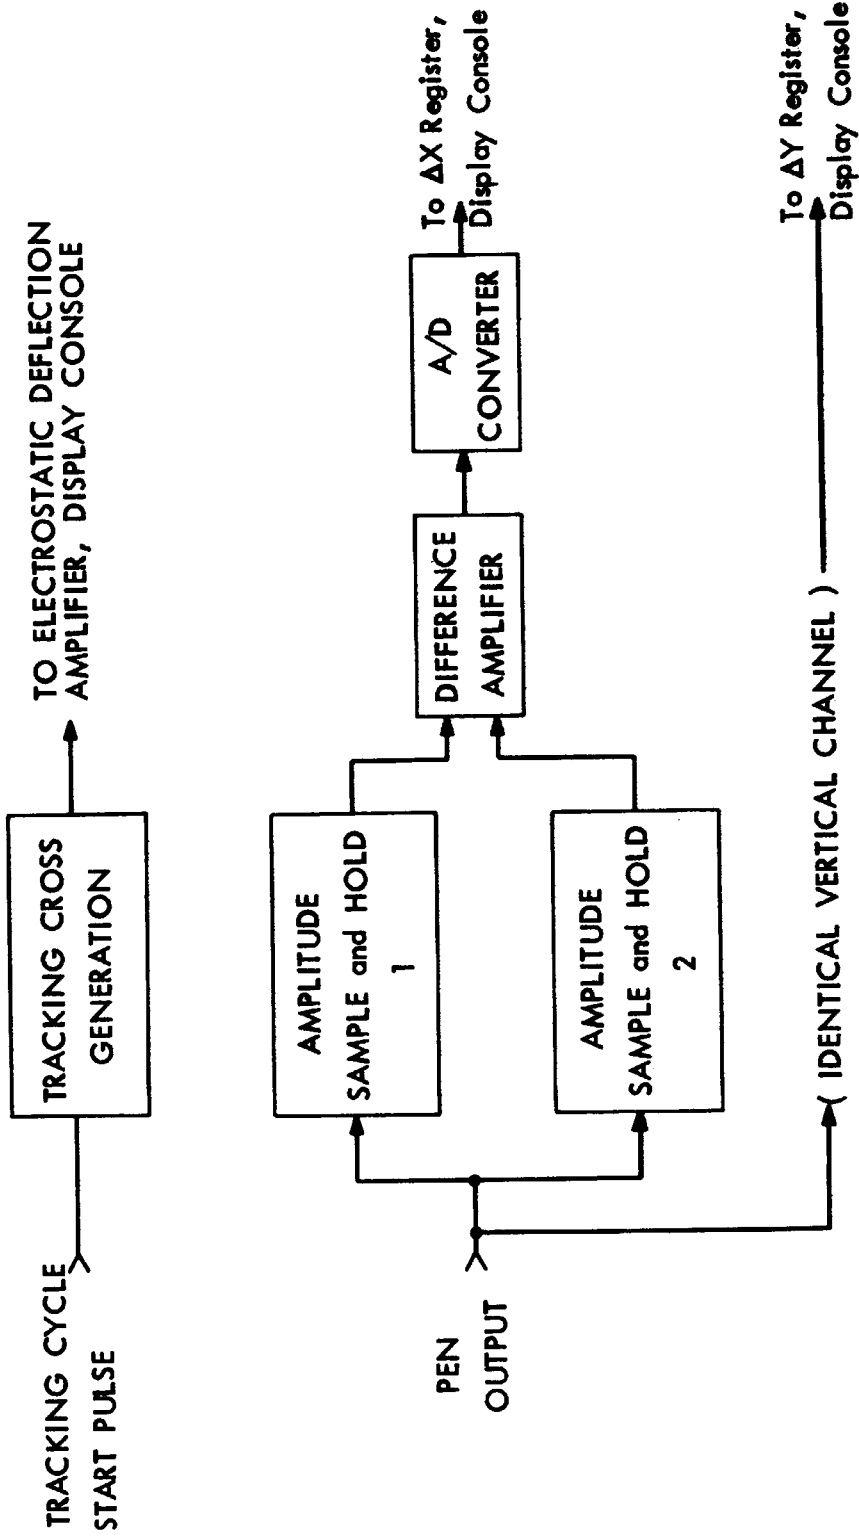 TRACKING CYCLE
START PULSE
TRACKING CROSS
GENERATION
TO ELECTROSTATIC DEFLECTION
AMPLIFIER, DISPLAY CONSOLE
PEN
OUTPUT
AMPLITUDE
SAMPLE and HOLD
1
AMPLITUDE
SAMPLE and HOLD
2
DIFFERENCE
AMPLIFIER
A/D
CONVERTER
To ΔX Register,
Display Console
( IDENTICAL VERTICAL CHANNEL )
To ΔY Register,
Display Console